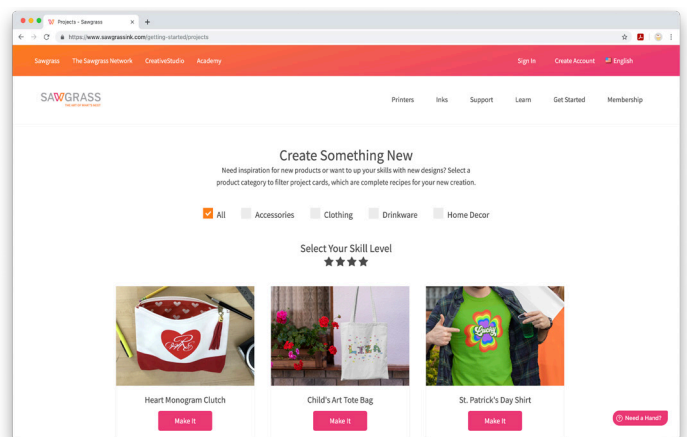 Projects - Sawgrass
https://www.sawgrassink.com/getting-started/projects
Sawgrass The Sawgrass Network CreativeStudio Academy Sign In Create Account English
SAWGRASS
Printers Inks Support Learn Get Started Membership
Create Something New
Need inspiration for new products or want to up your skills with new designs? Select a
product category to filter project cards, which are complete recipes for your new creation.
All Accessories Clothing Drinkware Home Decor
Select Your Skill Level
LIZA
Lucky
Heart Monogram Clutch Child's Art Tote Bag St. Patrick's Day Shirt
Make It Make It Make It
Need a Hand?